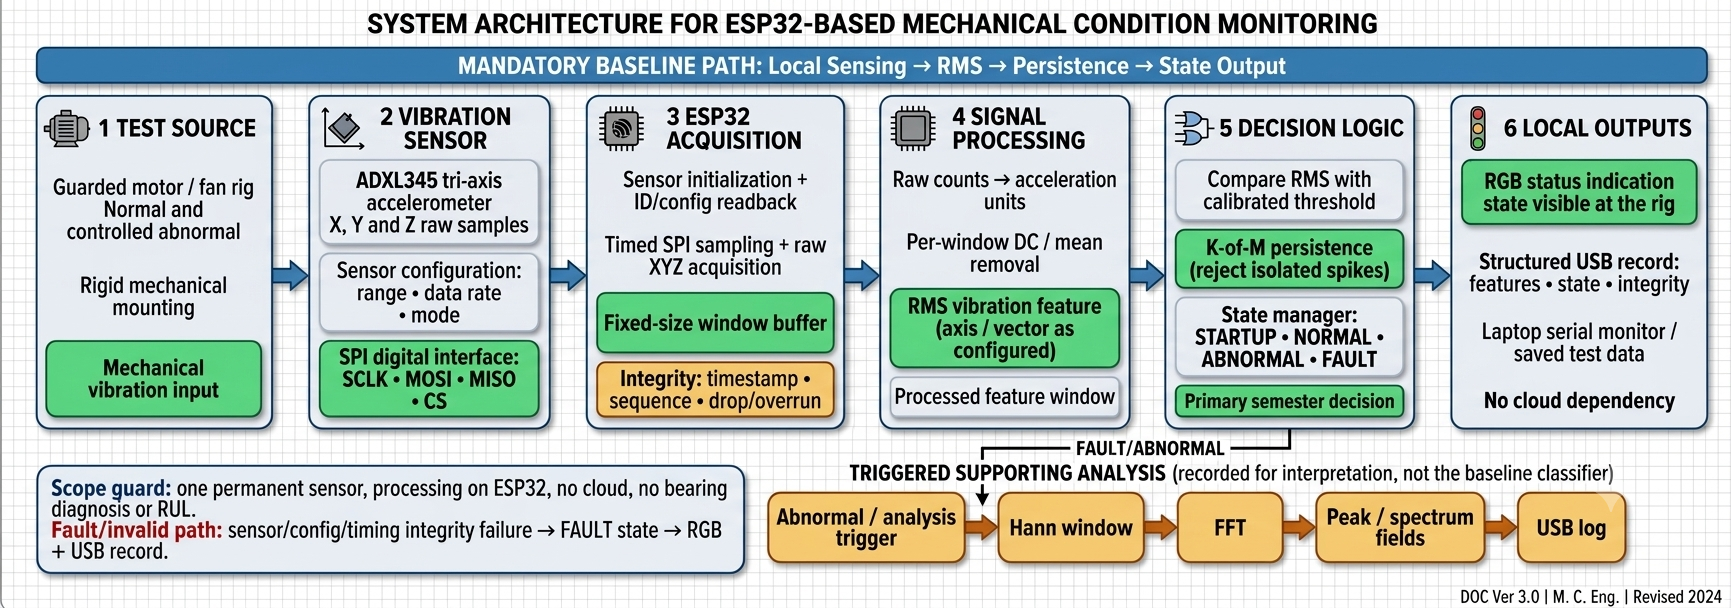 SYSTEM ARCHITECTURE FOR ESP32-BASED MECHANICAL CONDITION MONITORING
MANDATORY BASELINE PATH: Local Sensing → RMS → Persistence → State Output
1 TEST SOURCE
Guarded motor / fan rig
Normal and
controlled abnormal
Rigid mechanical
mounting
Mechanical
vibration input
2 VIBRATION
SENSOR
ADXL345 tri-axis
accelerometer
X, Y and Z raw samples
Sensor configuration:
range • data rate
• mode
SPI digital interface:
SCLK • MOSI • MISO
• CS
3 ESP32
ACQUISITION
Sensor initialization +
ID/config readback
Timed SPI sampling + raw
XYZ acquisition
Fixed-size window buffer
Integrity: timestamp •
sequence • drop/overrun
4 SIGNAL
PROCESSING
Raw counts → acceleration
units
Per-window DC / mean
removal
RMS vibration feature
(axis / vector as
configured)
Processed feature window
5 DECISION LOGIC
Compare RMS with
calibrated threshold
K-of-M persistence
(reject isolated spikes)
State manager:
STARTUP • NORMAL •
ABNORMAL • FAULT
Primary semester decision
6 LOCAL OUTPUTS
RGB status indication
state visible at the rig
Structured USB record:
features • state • integrity
Laptop serial monitor /
saved test data
No cloud dependency
FAULT/ABNORMAL
TRIGGERED SUPPORTING ANALYSIS (recorded for interpretation, not the baseline classifier)
Abnormal / analysis
trigger
Hann window
FFT
Peak / spectrum
fields
USB log
Scope guard: one permanent sensor, processing on ESP32, no cloud, no bearing
diagnosis or RUL.
Fault/invalid path: sensor/config/timing integrity failure → FAULT state → RGB
+ USB record.
DOC Ver 3.0 | M. C. Eng. | Revised 2024